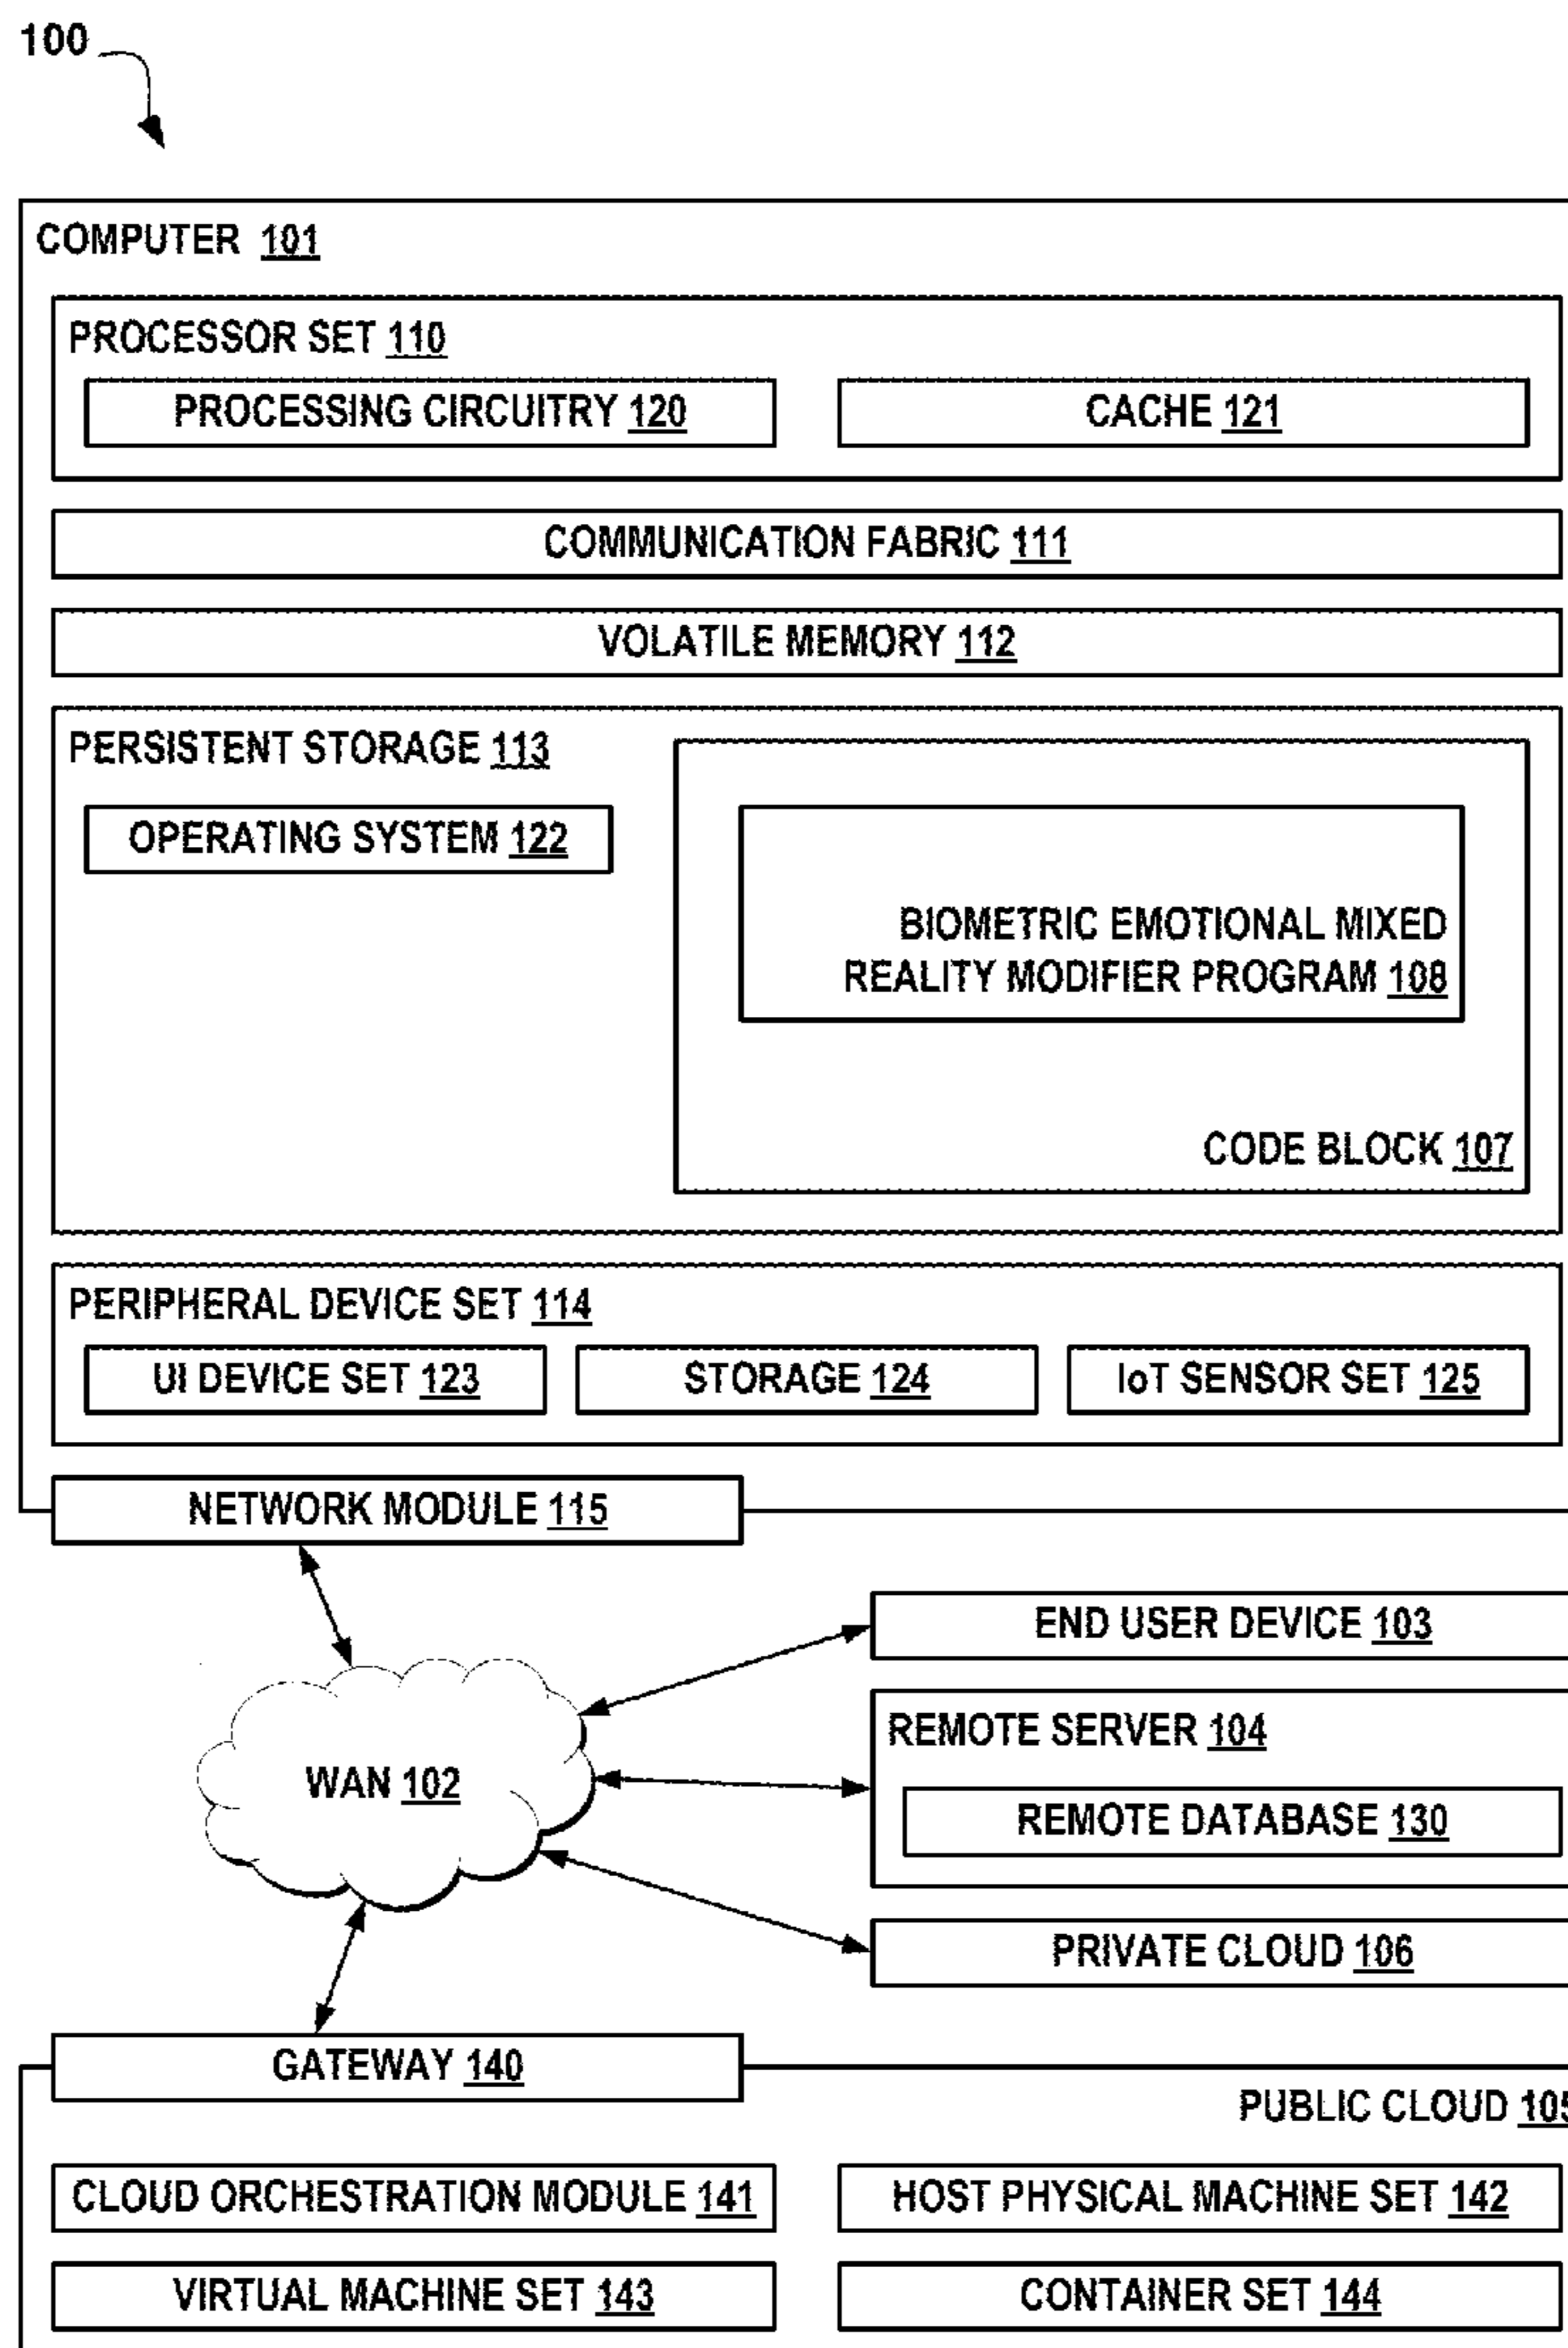 100
COMPUTER 101
PROCESSOR SET 110
PROCESSING CIRCUITRY 120
CACHE 121
COMMUNICATION FABRIC 111
VOLATILE MEMORY 112
PERSISTENT STORAGE 113
OPERATING SYSTEM 122
BIOMETRIC EMOTIONAL MIXED
REALITY MODIFIER PROGRAM 108
CODE BLOCK 107
PERIPHERAL DEVICE SET 114
UI DEVICE SET 123
STORAGE 124
IoT SENSOR SET 125
NETWORK MODULE 115
END USER DEVICE 103
REMOTE SERVER 104
WAN 102
REMOTE DATABASE 130
PRIVATE CLOUD 106
GATEWAY 140
PUBLIC CLOUD 105
CLOUD ORCHESTRATION MODULE 141
HOST PHYSICAL MACHINE SET 142
VIRTUAL MACHINE SET 143
CONTAINER SET 144